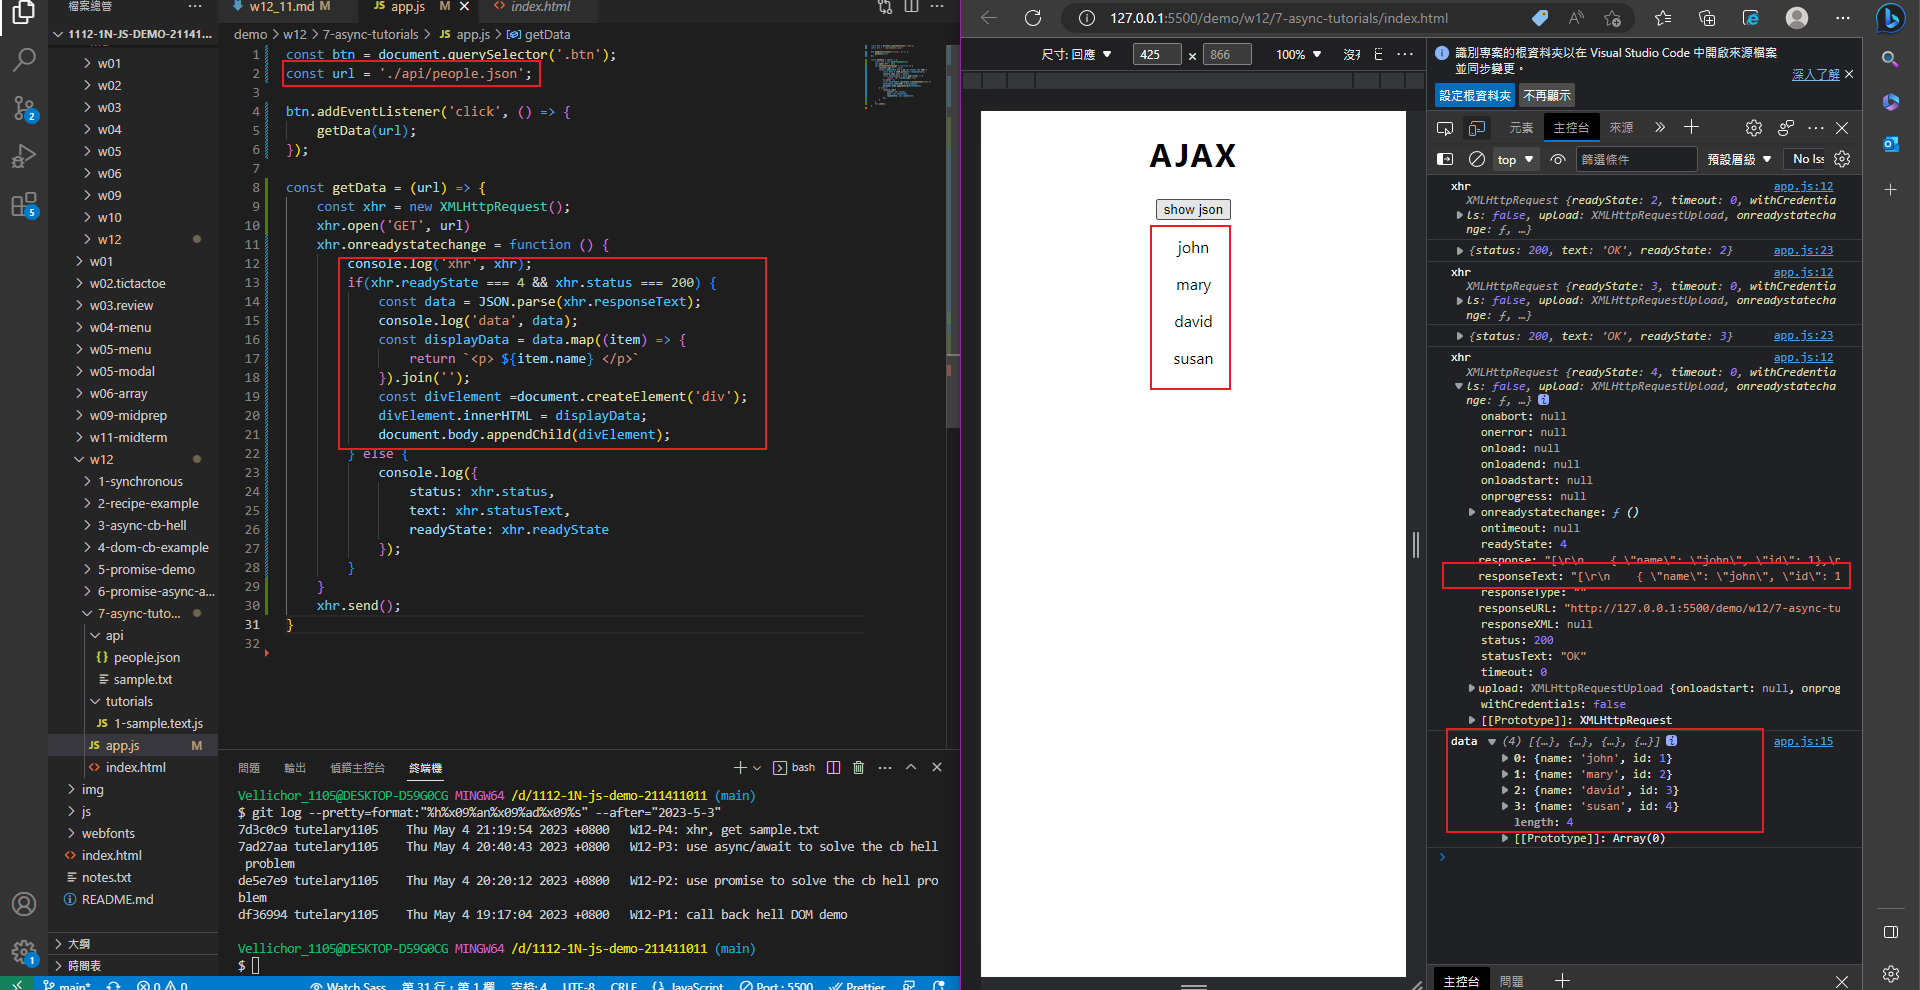 檔案總管
1112-1N-JS-DEMO-21141...
w01
w02
w03
w04
w05
w06
w09
w10
w12
w01
w02.tictactoe
w03.review
w04-menu
w05-menu
w05-modal
w06-array
w09-midprep
w11-midterm
w12
1-synchronous
2-recipe-example
3-async-cb-hell
4-dom-cb-example
5-promise-demo
6-promise-async-a...
7-async-tuto...
api
people.json
sample.txt
tutorials
1-sample.text.js
app.js M
index.html
img
js
webfonts
index.html
notes.txt
README.md
大綱
時間表
w12_11.md M
JS app.js M
index.html
demo > w12 > 7-async-tutorials > JS app.js > getData
1 const btn = document.querySelector('.btn');
2 const url = './api/people.json';
3
4 btn.addEventListener('click', () => {
5 getData(url);
6 });
7
8 const getData = (url) => {
9 const xhr = new XMLHttpRequest();
10 xhr.open('GET', url)
11 xhr.onreadystatechange = function () {
12 console.log('xhr', xhr);
13 if(xhr.readyState === 4 && xhr.status === 200) {
14 const data = JSON.parse(xhr.responseText);
15 console.log('data', data);
16 const displayData = data.map((item) => {
17 return `<p> ${item.name} </p>`
18 }).join('');
19 const divElement =document.createElement('div');
20 divElement.innerHTML = displayData;
21 document.body.appendChild(divElement);
22 } else {
23 console.log({
24 status: xhr.status,
25 text: xhr.statusText,
26 readyState: xhr.readyState
27 });
28 }
29 }
30 xhr.send();
31 }
32
問題 輸出 偵錯主控台 終端機 bash
Vellichor_1105@DESKTOP-D59G0CG MINGW64 /d/1112-1N-js-demo-211411011 (main)
$ git log --pretty=format:"%h%x09%an%x09%ad%x09%s" --after="2023-5-3"
7d3c0c9 tutelary1105 Thu May 4 21:19:54 2023 +0800 W12-P4: xhr, get sample.txt
7ad27aa tutelary1105 Thu May 4 20:40:43 2023 +0800 W12-P3: use async/await to solve the cb hell
problem
de5e7e9 tutelary1105 Thu May 4 20:20:12 2023 +0800 W12-P2: use promise to solve the cb hell pro
blem
df36994 tutelary1105 Thu May 4 19:17:04 2023 +0800 W12-P1: call back hell DOM demo
Vellichor_1105@DESKTOP-D59G0CG MINGW64 /d/1112-1N-js-demo-211411011 (main)
$
main* 0 0 Watch Sass 第 31 行，第 1 欄 空格: 4 UTF-8 CRLF JavaScript Port : 5500 Prettier
127.0.0.1:5500/demo/w12/7-async-tutorials/index.html
尺寸: 回應 425 × 866 100%
AJAX
show json
john
mary
david
susan
識別專案的根資料夾以在 Visual Studio Code 中開啟來源檔案
並同步變更。
深入了解
設定根資料夾 不再顯示
元素 主控台 來源
top 篩選條件 預設層級 No Iss
xhr app.js:12
XMLHttpRequest {readyState: 2, timeout: 0, withCredentia
ls: false, upload: XMLHttpRequestUpload, onreadystatecha
nge: ƒ, …}
{status: 200, text: 'OK', readyState: 2} app.js:23
xhr app.js:12
XMLHttpRequest {readyState: 3, timeout: 0, withCredentia
ls: false, upload: XMLHttpRequestUpload, onreadystatecha
nge: ƒ, …}
{status: 200, text: 'OK', readyState: 3} app.js:23
xhr app.js:12
XMLHttpRequest {readyState: 4, timeout: 0, withCredentia
ls: false, upload: XMLHttpRequestUpload, onreadystatecha
nge: ƒ, …}
onabort: null
onerror: null
onload: null
onloadend: null
onloadstart: null
onprogress: null
onreadystatechange: ƒ ()
ontimeout: null
readyState: 4
response: "[\r\n { \"name\": \"john\", \"id\": 1},\r
responseText: "[\r\n { \"name\": \"john\", \"id\": 1
responseType: ""
responseURL: "http://127.0.0.1:5500/demo/w12/7-async-tu
responseXML: null
status: 200
statusText: "OK"
timeout: 0
upload: XMLHttpRequestUpload {onloadstart: null, onprog
withCredentials: false
[[Prototype]]: XMLHttpRequest
data (4) [{…}, {…}, {…}, {…}] app.js:15
0: {name: 'john', id: 1}
1: {name: 'mary', id: 2}
2: {name: 'david', id: 3}
3: {name: 'susan', id: 4}
length: 4
[[Prototype]]: Array(0)
主控台 問題